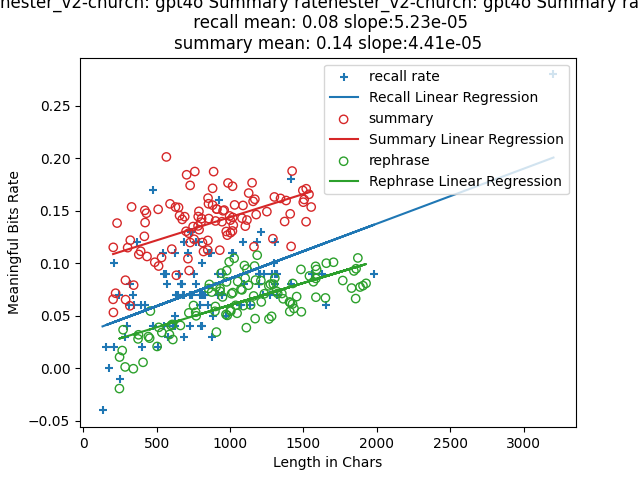 nester_v2-church: gpt4o Summary ratenester_v2-church: gpt4o Summary ra
recall mean: 0.08 slope:5.23e-05
summary mean: 0.14 slope:4.41e-05
recall rate
Recall Linear Regression
summary
Summary Linear Regression
rephrase
Rephrase Linear Regression
Meaningful Bits Rate
0.25
0.20
0.15
0.10
0.05
0.00
−0.05
0
500
1000
1500
2000
2500
3000
Length in Chars